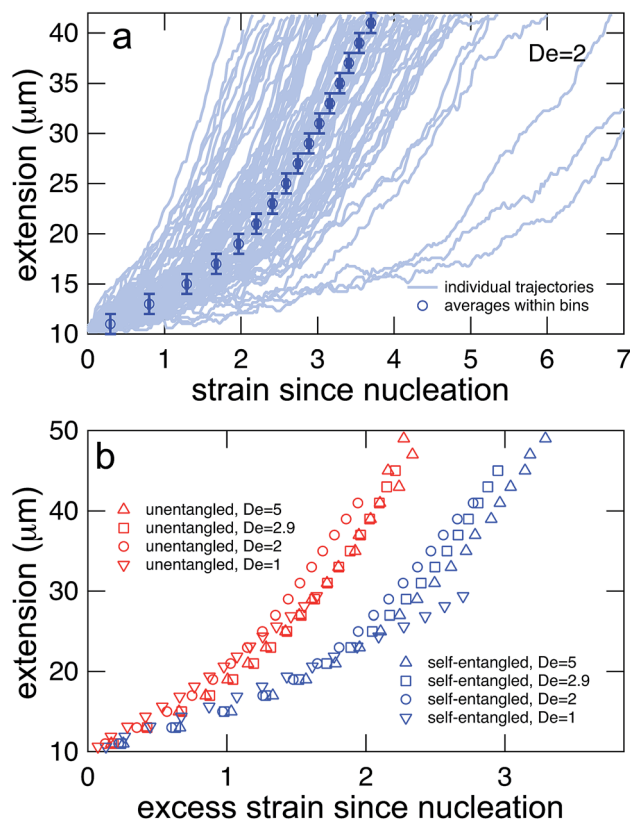 a
De=2
extension (μm)
40
35
30
25
20
15
10
individual trajectories
averages within bins
0 1 2 3 4 5 6 7
strain since nucleation
b
extension (μm)
50
40
30
20
10
unentangled, De=5
unentangled, De=2.9
unentangled, De=2
unentangled, De=1
self-entangled, De=5
self-entangled, De=2.9
self-entangled, De=2
self-entangled, De=1
0 1 2 3
excess strain since nucleation